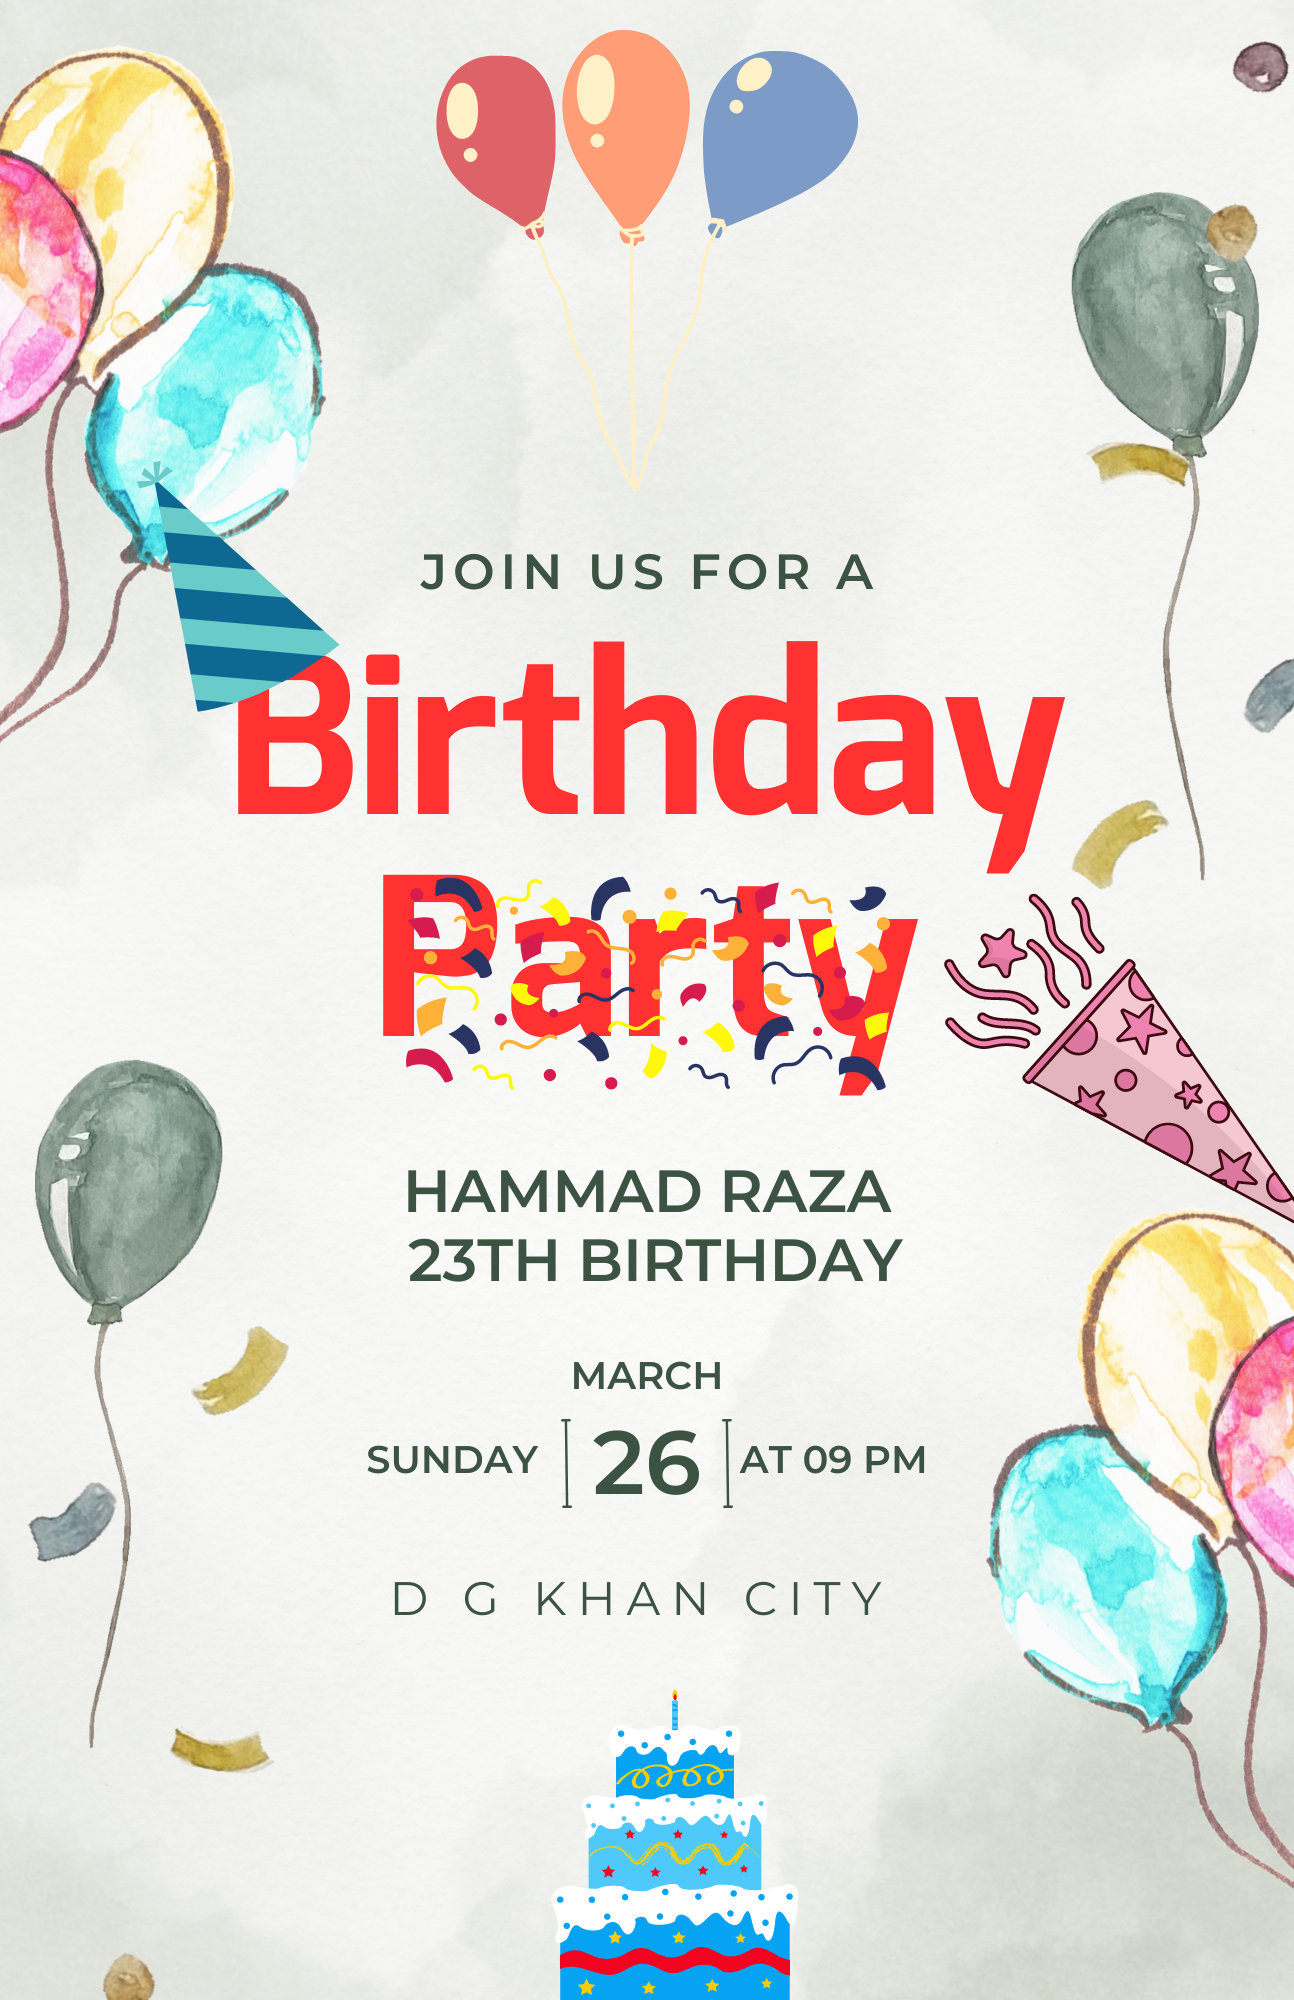 JOIN US FOR A
Birthday
Party
HAMMAD RAZA
23TH BIRTHDAY
MARCH
SUNDAY 26 AT 09 PM
D G KHAN CITY